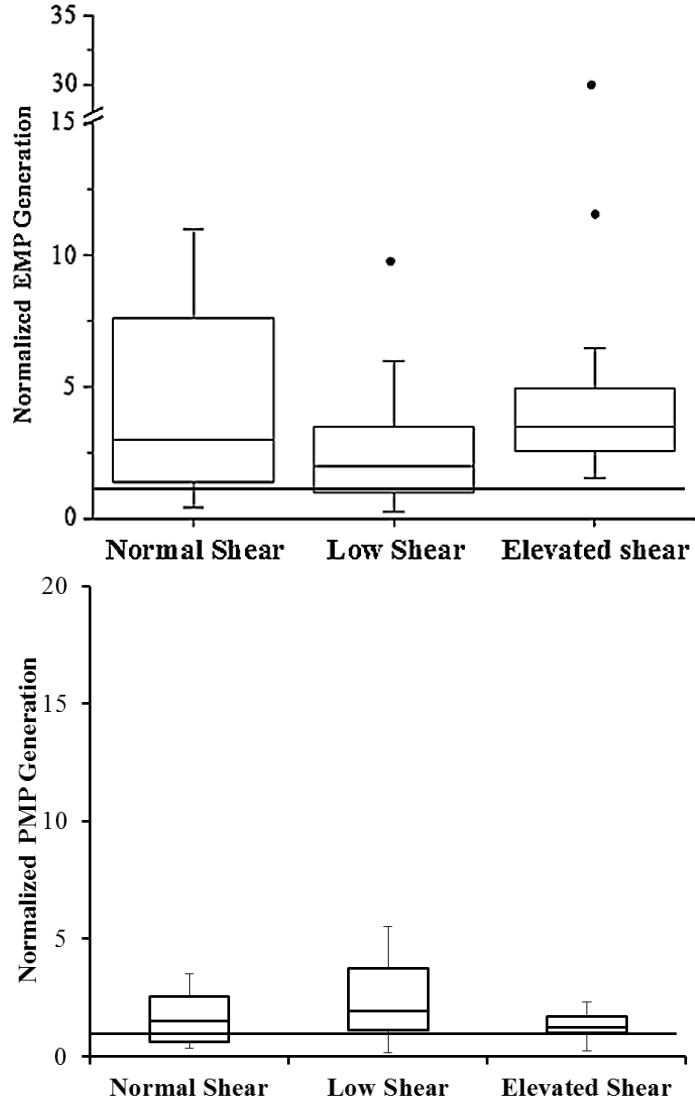 35
30
15
10
5
0
Normalized EMP Generation
Normal Shear Low Shear Elevated shear
20
15
10
5
0
Normalized PMP Generation
Normal Shear Low Shear Elevated Shear